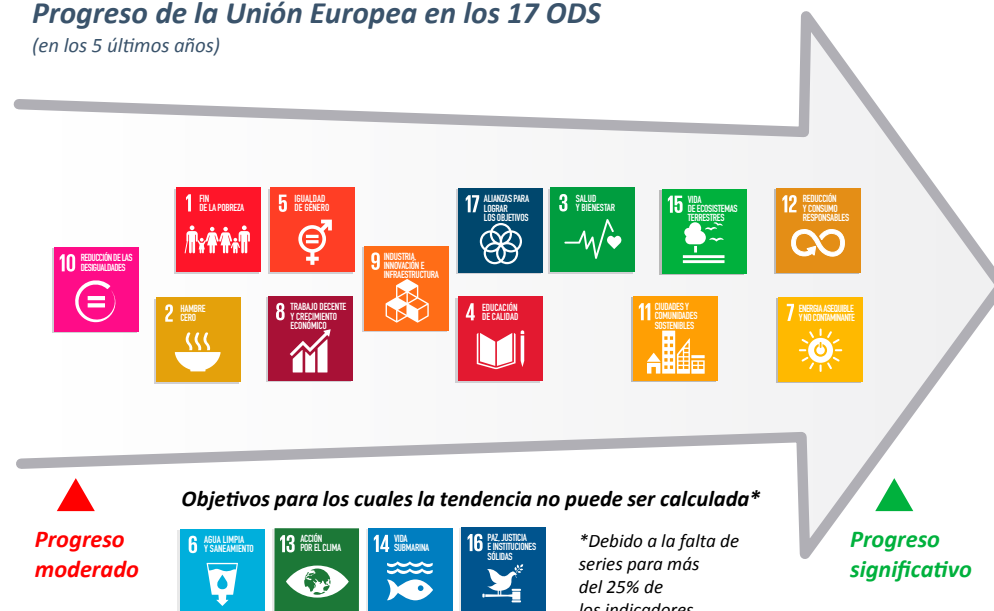 Progreso de la Unión Europea en los 17 ODS
(en los 5 últimos años)
1 FIN
DE LA POBREZA
5 IGUALDAD
DE GÉNERO
17 ALIANZAS PARA
LOGRAR
LOS OBJETIVOS
3 SALUD
Y BIENESTAR
15 VIDA
DE ECOSISTEMAS
TERRESTRES
12 REDUCCIÓN
Y CONSUMO
RESPONSABLES
10 REDUCCIÓN DE LAS
DESIGUALDADES
9 INDUSTRIA,
INNOVACIÓN E
INFRAESTRUCTURA
2 HAMBRE
CERO
8 TRABAJO DECENTE
Y CRECIMIENTO
ECONÓMICO
4 EDUCACIÓN
DE CALIDAD
11 CIUDADES Y
COMUNIDADES
SOSTENIBLES
7 ENERGIA ASEQUIBLE
Y NO CONTAMINANTE
Objetivos para los cuales la tendencia no puede ser calculada*
Progreso
moderado
6 AGUA LIMPIA
Y SANEAMIENTO
13 ACCIÓN
POR EL CLIMA
14 VIDA
SUBMARINA
16 PAZ, JUSTICIA
E INSTITUCIONES
SÓLIDAS
*Debido a la falta de
series para más
del 25% de
los indicadores
Progreso
significativo